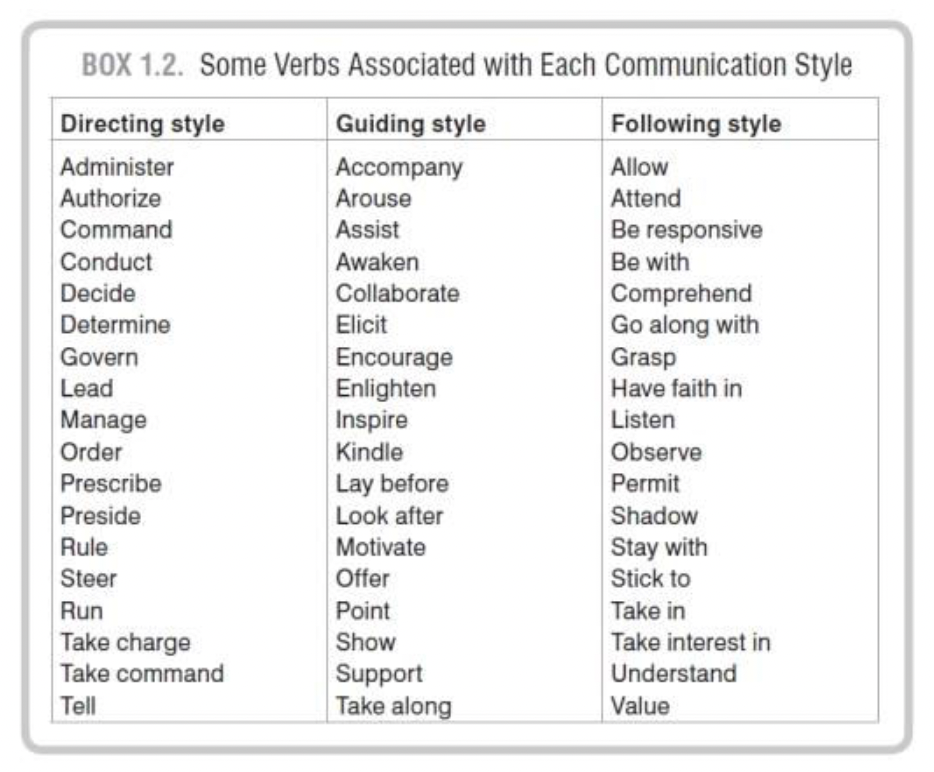 BOX 1.2. Some Verbs Associated with Each Communication Style
Directing style Guiding style Following style
Administer Accompany Allow
Authorize Arouse Attend
Command Assist Be responsive
Conduct Awaken Be with
Decide Collaborate Comprehend
Determine Elicit Go along with
Govern Encourage Grasp
Lead Enlighten Have faith in
Manage Inspire Listen
Order Kindle Observe
Prescribe Lay before Permit
Preside Look after Shadow
Rule Motivate Stay with
Steer Offer Stick to
Run Point Take in
Take charge Show Take interest in
Take command Support Understand
Tell Take along Value